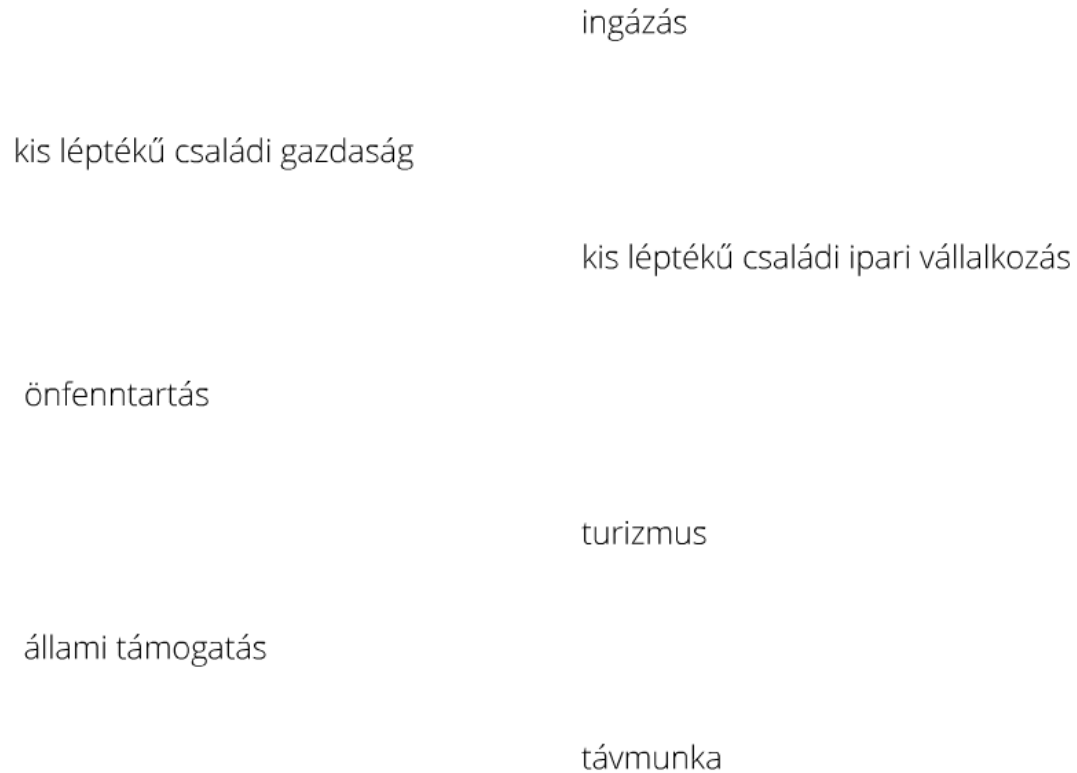 ingázás
kis léptékű családi gazdaság
kis léptékű családi ipari vállalkozás
önfenntartás
turizmus
állami támogatás
távmunka